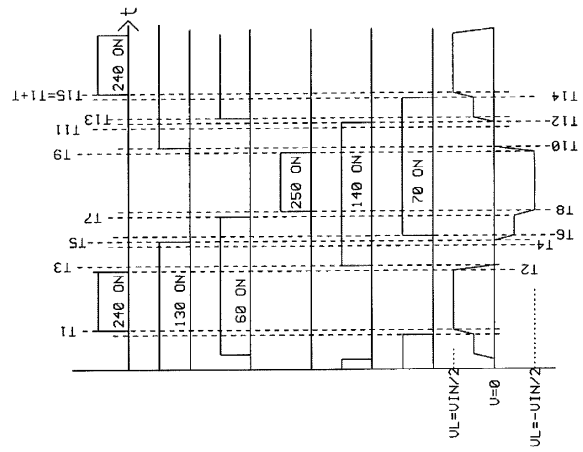 t
240 ON
240 ON
130 ON
60 ON
250 ON
140 ON
70 ON
T1
T3
T5
T7
T9
T11
T13
T15=T1+T
T2
T4
T6
T8
T10
T12
T14
VL=VIN/2
V=0
VL=-VIN/2